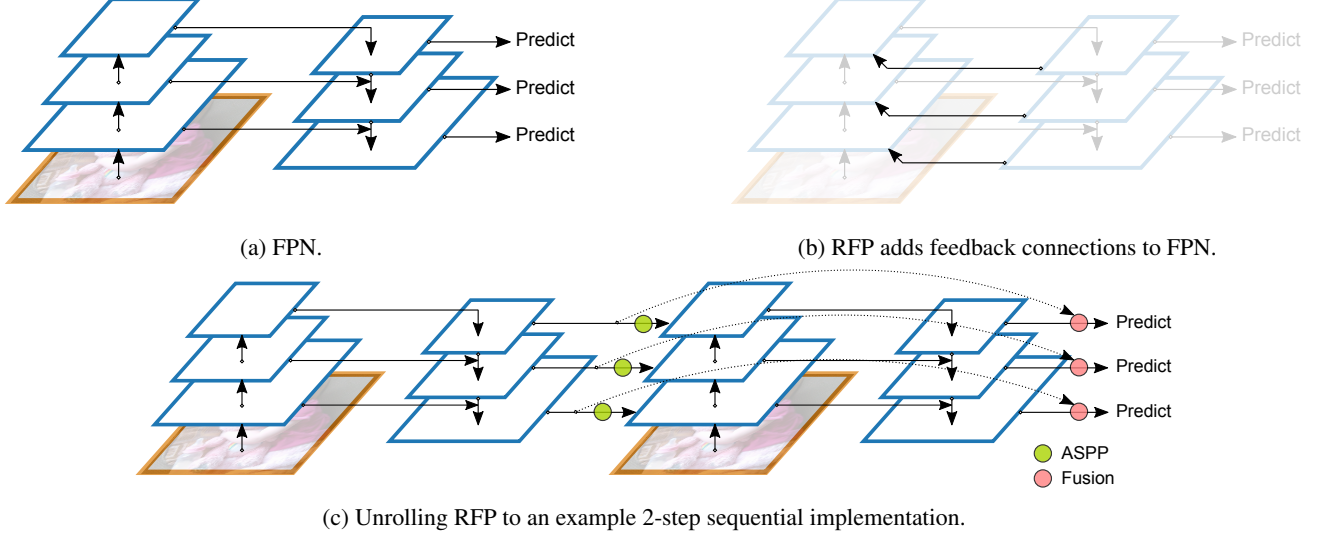 Predict
Predict
Predict
Predict
Predict
Predict
(a) FPN.
(b) RFP adds feedback connections to FPN.
Predict
Predict
Predict
ASPP
Fusion
(c) Unrolling RFP to an example 2-step sequential implementation.